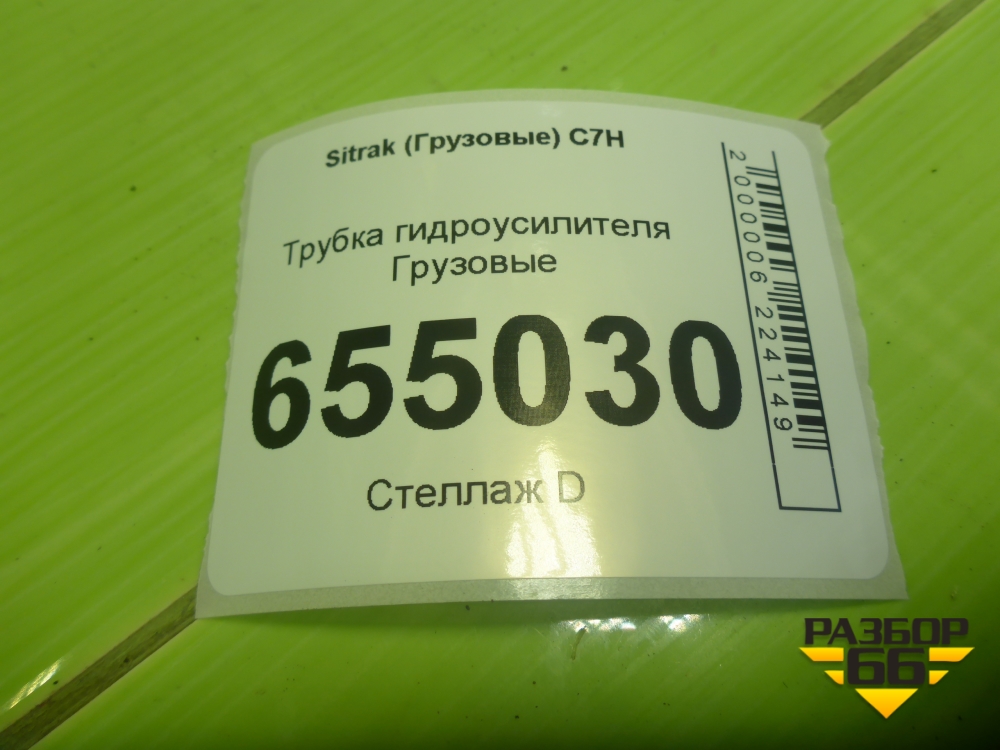 Sitrak (Грузовые) C7H
Трубка гидроусилителя
Грузовые
655030
Стеллаж D
2000006224149
РАЗБОР
66